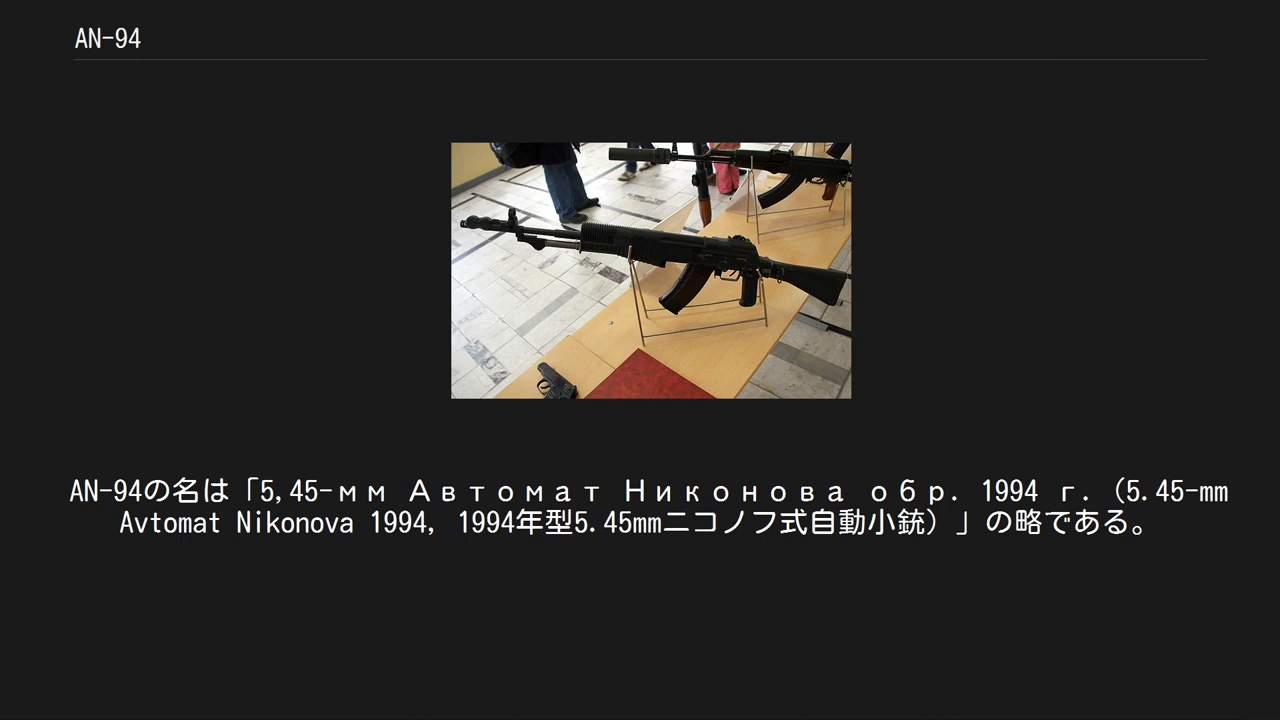 AN-94
AN-94の名は「5,45-мм Автомат Никонова обр. 1994 г. (5.45-mm
Avtomat Nikonova 1994, 1994年型5.45mmニコノフ式自動小銃)」の略である。